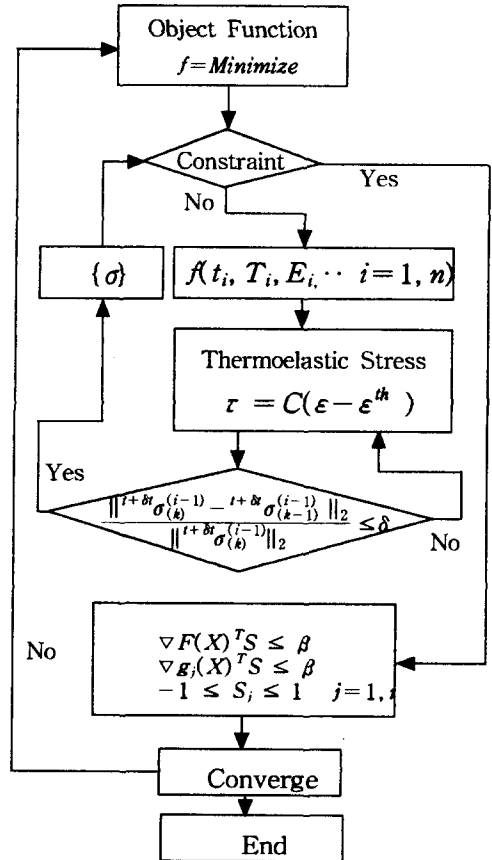 Object Function
f=Minimize
Constraint
Yes
No
{σ}
f(t_i, T_i, E_i, ·· i=1, n)
Thermoelastic Stress
τ = C(ε−ε^{th} )
Yes
‖^{t+δt}σ_{(k)}^{(i−1)} − ^{t+δt}σ_{(k−1)}^{(i−1)} ‖_2
‖^{t+δt}σ_{(k)}^{(i−1)}‖_2
≤δ
No
No
▽F(X)^T S ≤ β
▽g_j(X)^T S ≤ β
−1 ≤ S_i ≤ 1 j=1,
Converge
End